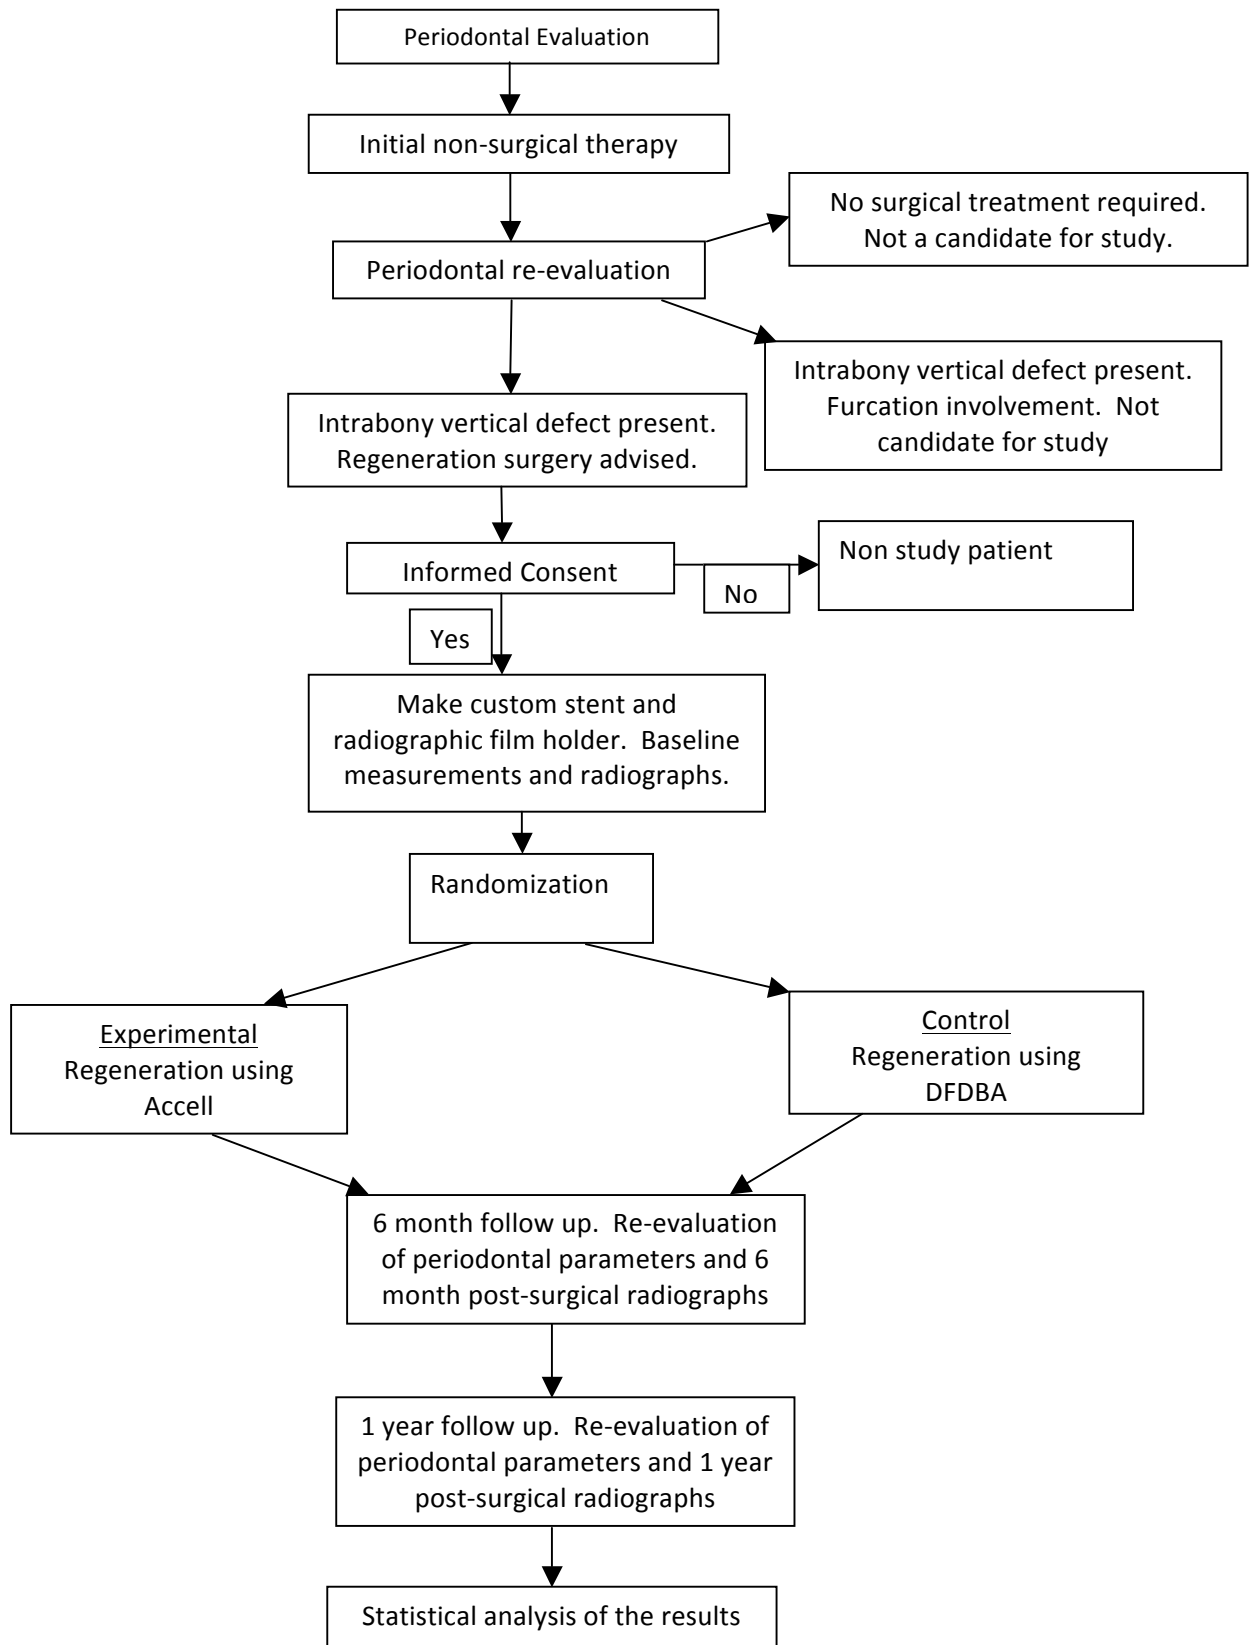 Periodontal Evaluation
Initial non-surgical therapy
No surgical treatment required.
Not a candidate for study.
Periodontal re-evaluation
Intrabony vertical defect present.
Furcation involvement.  Not
candidate for study
Intrabony vertical defect present.
Regeneration surgery advised.
Informed Consent
No
Non study patient
Yes
Make custom stent and
radiographic film holder.  Baseline
measurements and radiographs.
Randomization
Experimental
Regeneration using
Accell
Control
Regeneration using
DFDBA
6 month follow up.  Re-evaluation
of periodontal parameters and 6
month post-surgical radiographs
1 year follow up.  Re-evaluation of
periodontal parameters and 1 year
post-surgical radiographs
Statistical analysis of the results